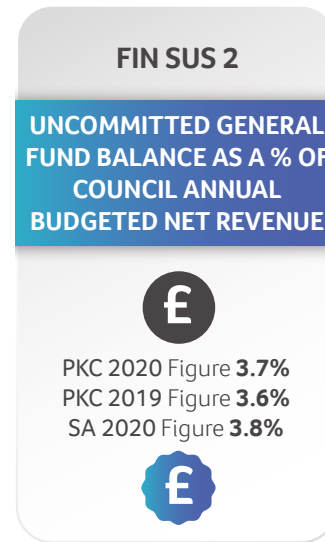 FIN SUS 2
UNCOMMITTED GENERAL
FUND BALANCE AS A % OF
COUNCIL ANNUAL
BUDGETED NET REVENUE
£
PKC 2020 Figure 3.7%
PKC 2019 Figure 3.6%
SA 2020 Figure 3.8%
£